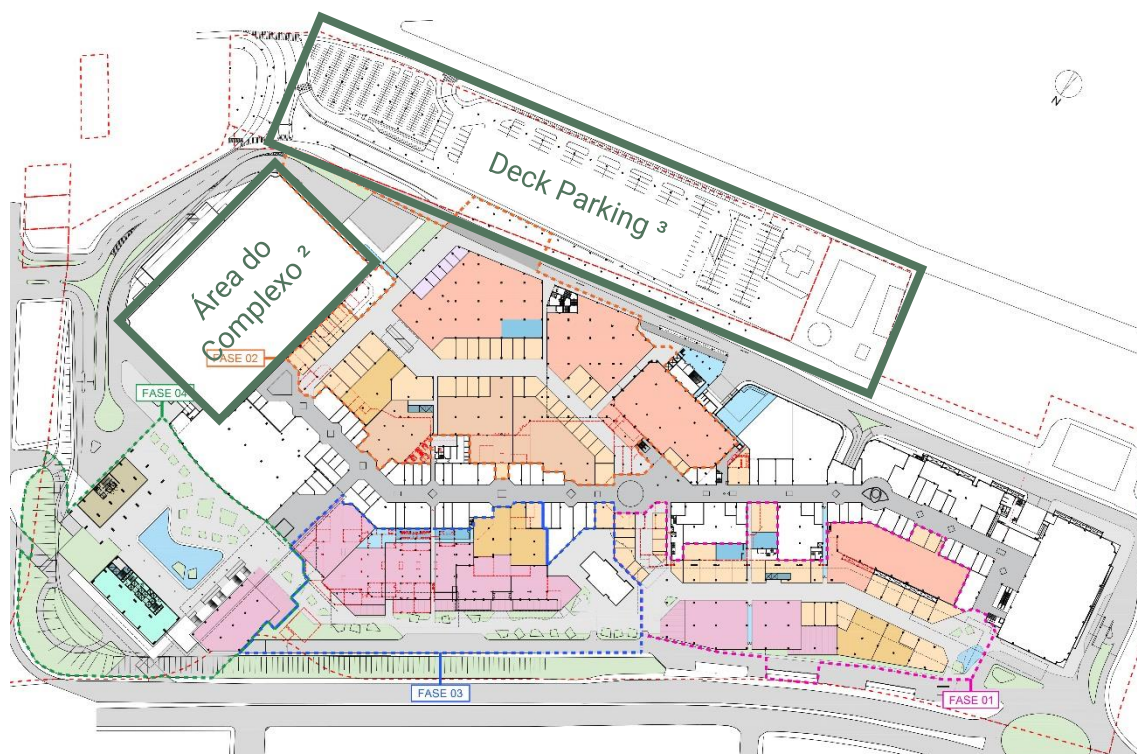 N
Deck Parking ³
Área do
Complexo ²
FASE 02
FASE 04
FASE 03
FASE 01